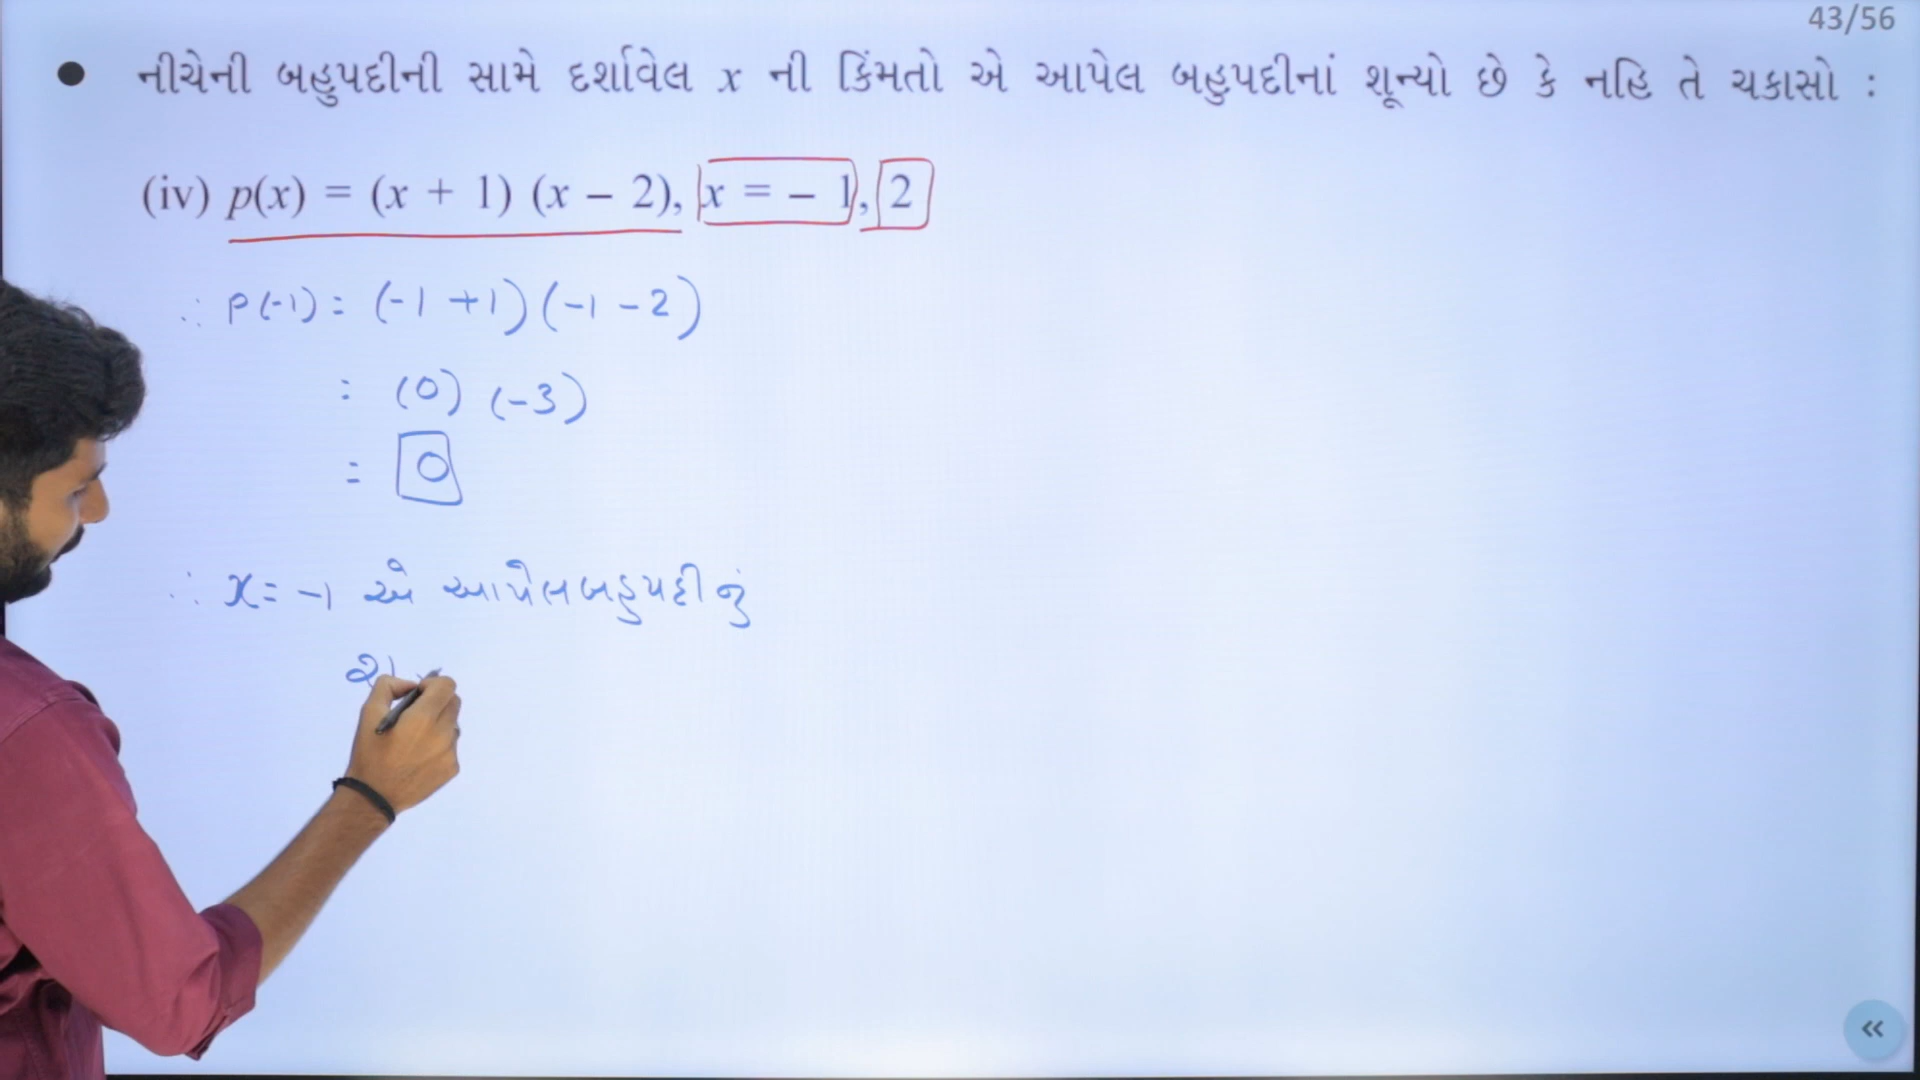 43/56
● નીચેની બહુપદીની સામે દર્શાવેલ x ની કિંમતો એ આપેલ બહુપદીનાં શૂન્યો છે કે નહિ તે ચકાસો :
(iv) p(x) = (x + 1) (x – 2), x = – 1, 2
∴ P(-1) = (-1 +1) (-1 -2)
= (0) (-3)
= 0
∴ x = -1 એ આપેલ બહુપદીનું